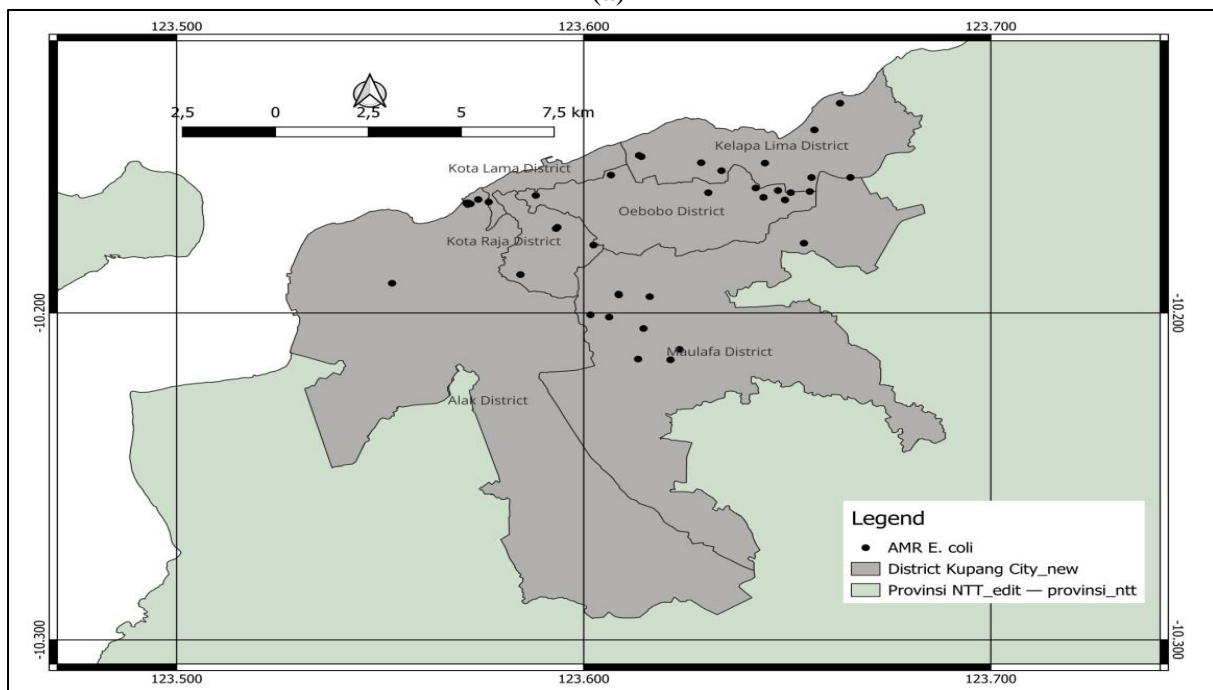 123.500 123.600 123.700
2,5 0 2,5 5 7,5 km
Kelapa Lima District
Kota Lama District
Oebobo District
Kota Raja District
-10.200 -10.200
Maulafa District
Alak District
Legend
AMR E. coli
District Kupang City_new
Provinsi NTT_edit — provinsi_ntt
-10.300 -10.300
123.500 123.600 123.700